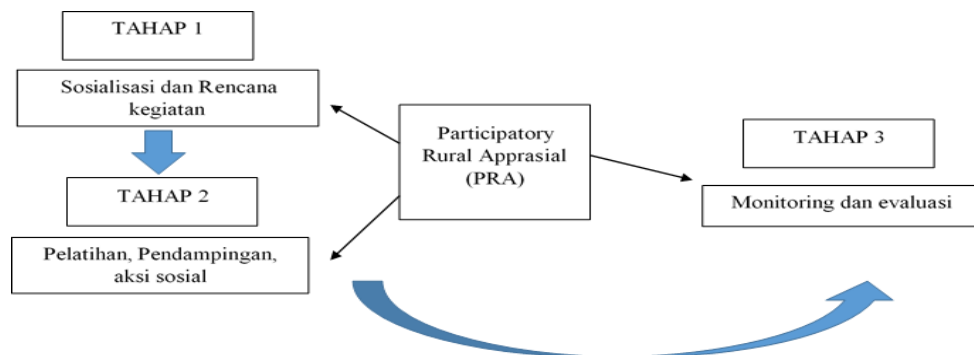 TAHAP 1
Sosialisasi dan Rencana
kegiatan
TAHAP 2
Pelatihan, Pendampingan,
aksi sosial
Participatory
Rural Apprasial
(PRA)
TAHAP 3
Monitoring dan evaluasi